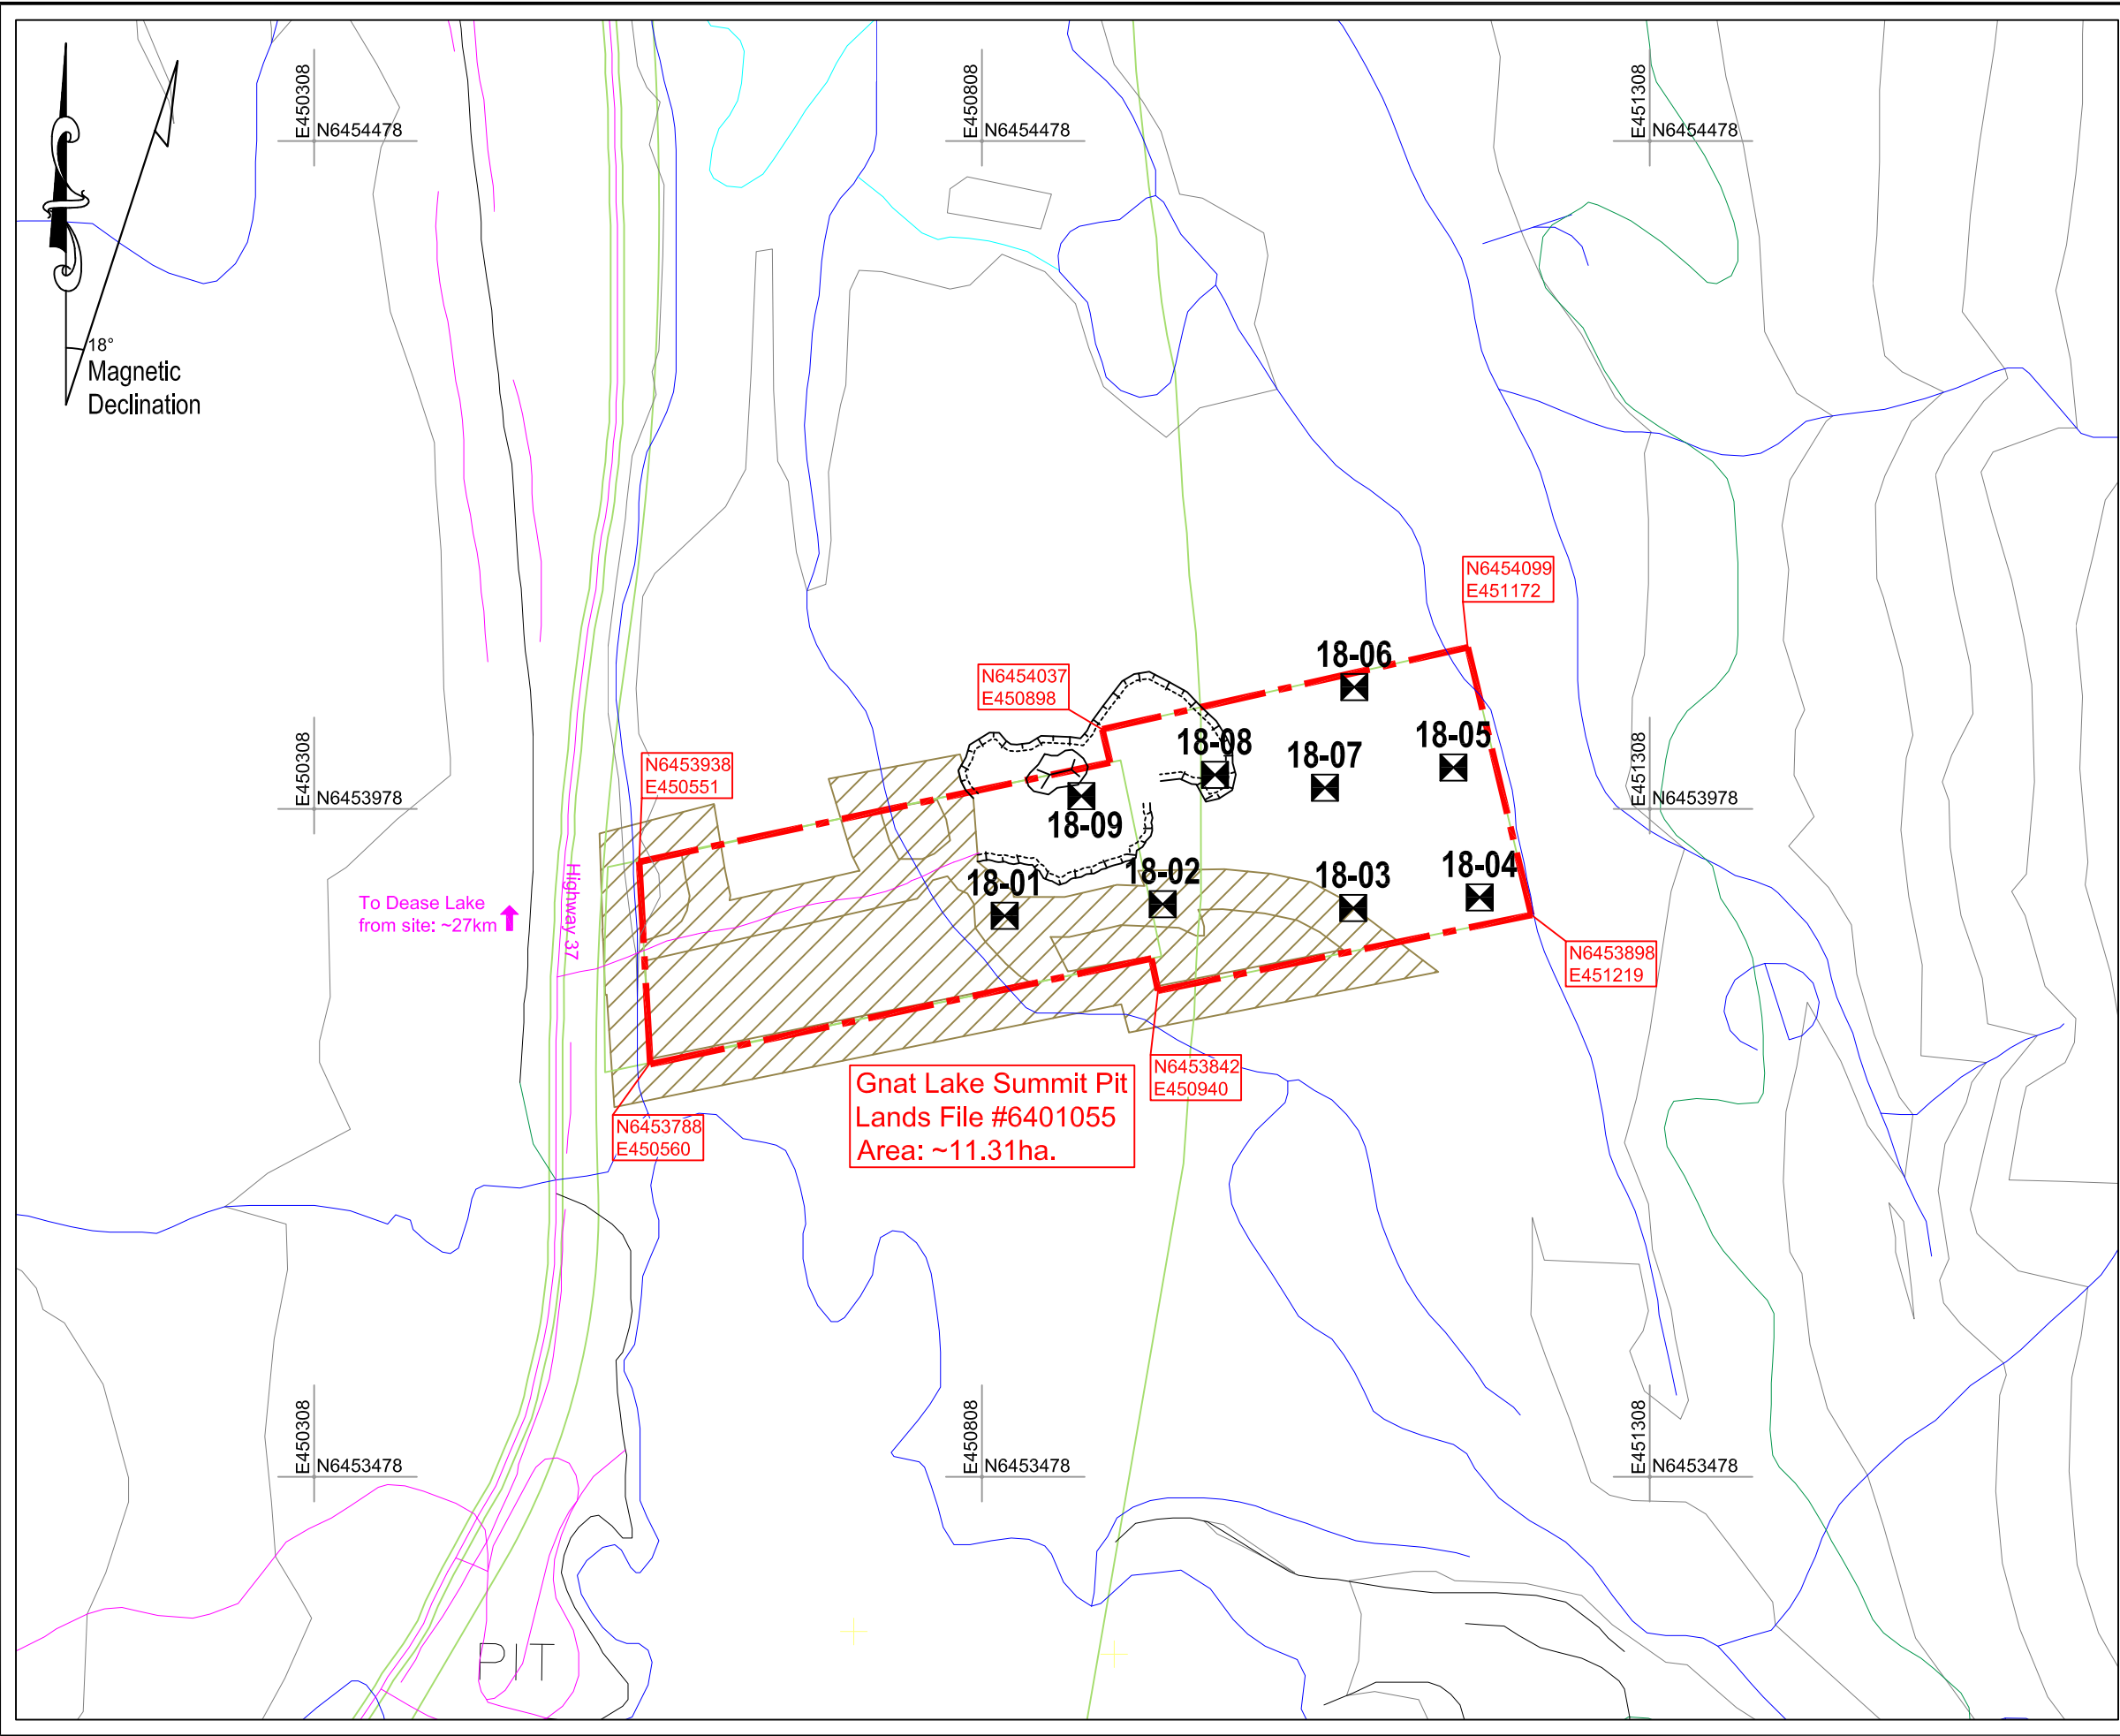 E450308
N6454478
E450808
N6454478
E451308
N6454478
18°
Magnetic
Declination
N6454099
E451172
18-06
N6454037
E450898
18-08
18-07
18-05
E450308
N6453978
N6453938
E450551
18-09
E451308
N6453978
18-01
18-02
18-03
18-04
To Dease Lake
from site: ~27km
Highway 37
N6453898
E451219
Gnat Lake Summit Pit
Lands File #6401055
Area: ~11.31ha.
N6453842
E450940
N6453788
E450560
E450308
N6453478
E450808
N6453478
E451308
N6453478
PIT